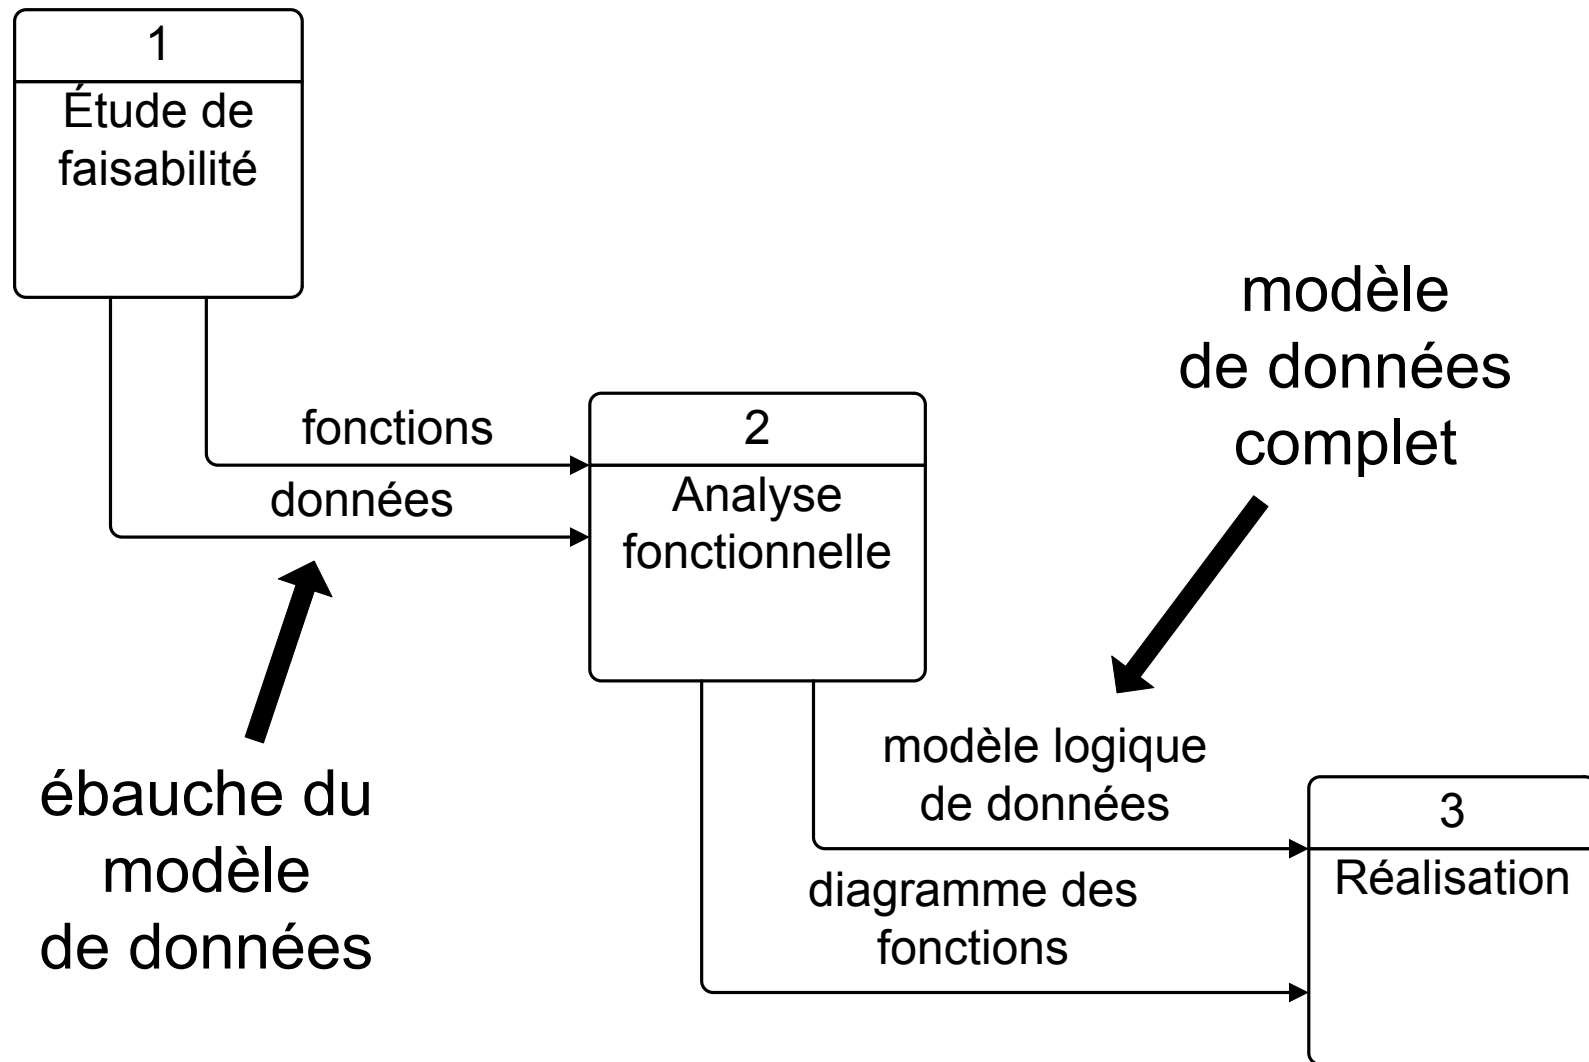 1
Étude de
faisabilité
fonctions
données
2
Analyse
fonctionnelle
modèle
de données
complet
ébauche du
modèle
de données
modèle logique
de données
diagramme des
fonctions
3
Réalisation